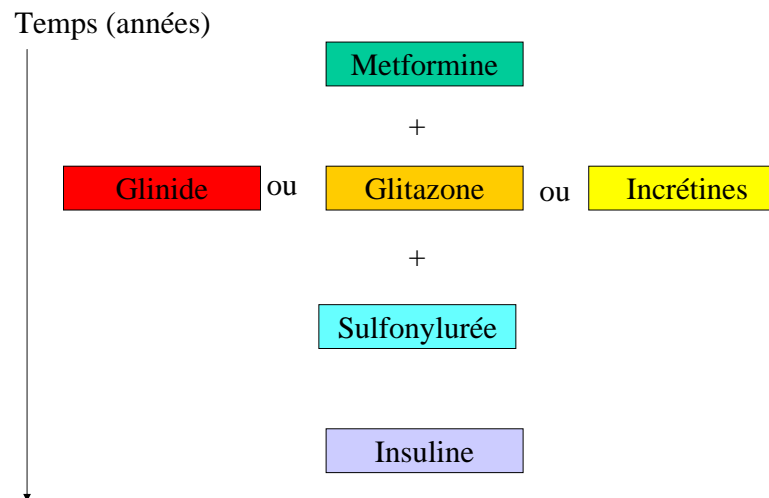 Temps (années)
Metformine
+
Glinide ou Glitazone ou Incrétines
+
Sulfonylurée
Insuline